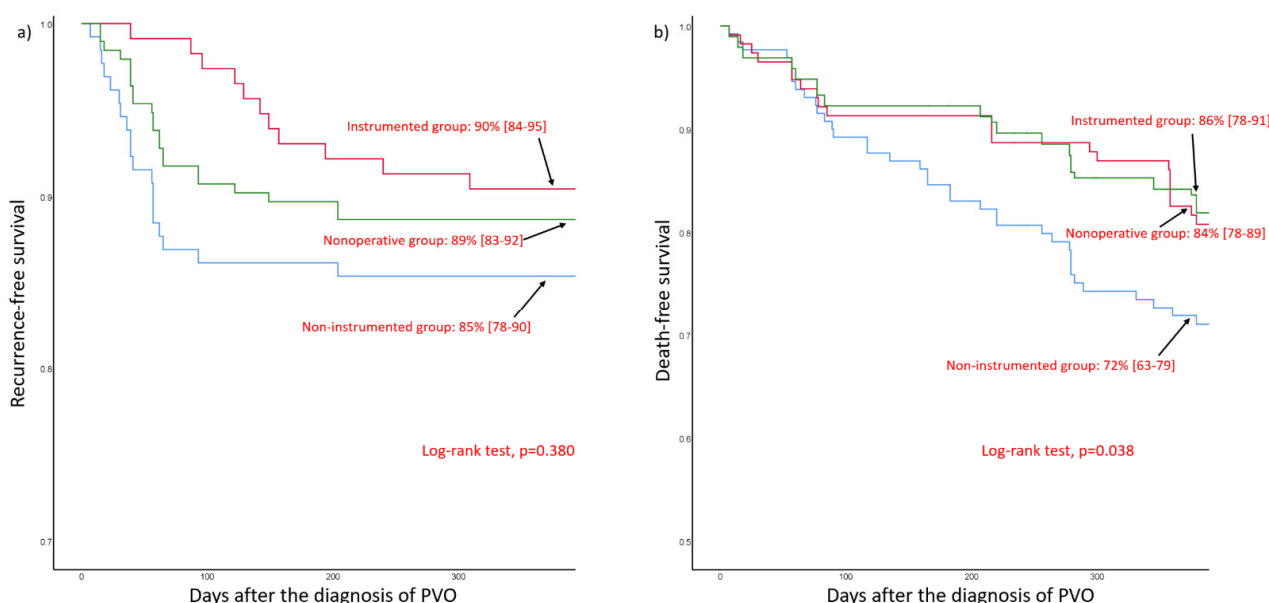 a)
1.0
0.9
0.8
0.7
Recurrence-free survival
Instrumented group: 90% [84-95]
Nonoperative group: 89% [83-92]
Non-instrumented group: 85% [78-90]
Log-rank test, p=0.380
0
100
200
300
Days after the diagnosis of PVO
b)
1.0
0.9
0.8
0.7
0.6
0.5
Death-free survival
Instrumented group: 86% [78-91]
Nonoperative group: 84% [78-89]
Non-instrumented group: 72% [63-79]
Log-rank test, p=0.038
0
100
200
300
Days after the diagnosis of PVO